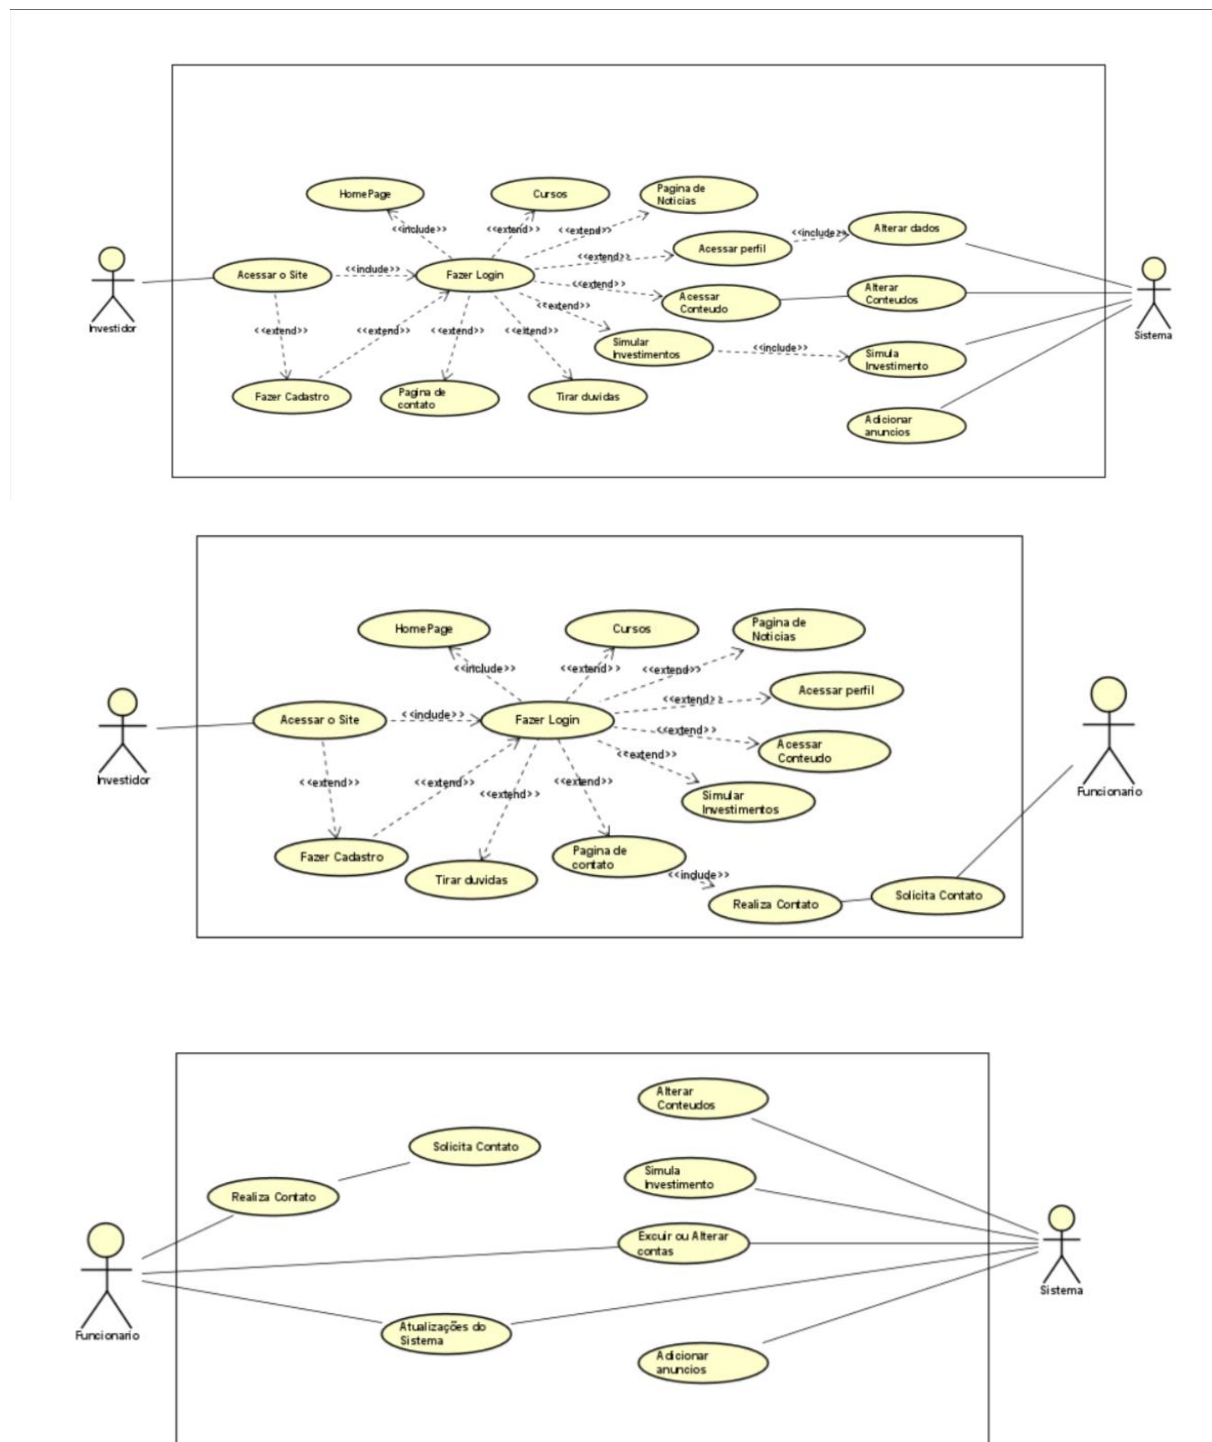 HomePage
Cursos
Pagina de
Noticias
<<include>>
<<extend>>
<<extend>>
<<include>>
Alterar dados
Acessar perfil
<<extend>>
Acessar o Site
<<include>>
Fazer Login
<<extend>>
Acessar
Conteudo
Alterar
Conteudos
<<extend>>
Investidor
Sistema
<<extend>>
<<extend>>
<<extend>>
<<extend>>
Simular
Investimentos
<<include>>
Simula
Investimento
Fazer Cadastro
Pagina de
contato
Tirar duvidas
Adicionar
anuncios
HomePage
Cursos
Pagina de
Noticias
<<include>>
<<extend>>
<<extend>>
Acessar perfil
<<extend>>
Acessar o Site
<<include>>
Fazer Login
<<extend>>
Acessar
Conteudo
<<extend>>
Investidor
Funcionario
<<extend>>
<<extend>>
<<extend>>
<<extend>>
Simular
Investimentos
Fazer Cadastro
Tirar duvidas
Pagina de
contato
<<include>>
Realiza Contato
Solicita Contato
Alterar
Conteudos
Solicita Contato
Realiza Contato
Simula
Investimento
Excuir ou Alterar
contas
Funcionario
Sistema
Atualizações do
Sistema
Adicionar
anuncios